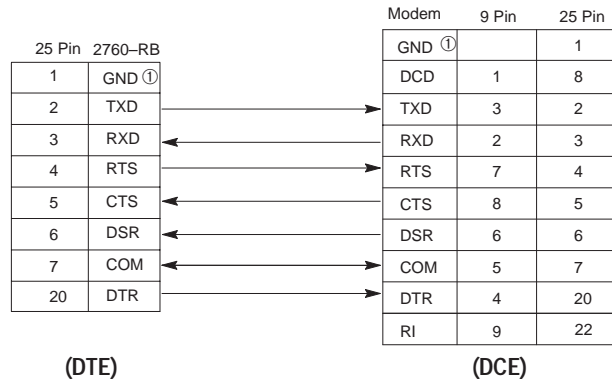 Modem 9 Pin 25 Pin
GND ① 1
25 Pin 2760–RB
DCD 1 8
1 GND ①
2 TXD TXD 3 2
3 RXD RXD 2 3
4 RTS RTS 7 4
5 CTS CTS 8 5
6 DSR DSR 6 6
7 COM COM 5 7
20 DTR DTR 4 20
RI 9 22
(DTE) (DCE)